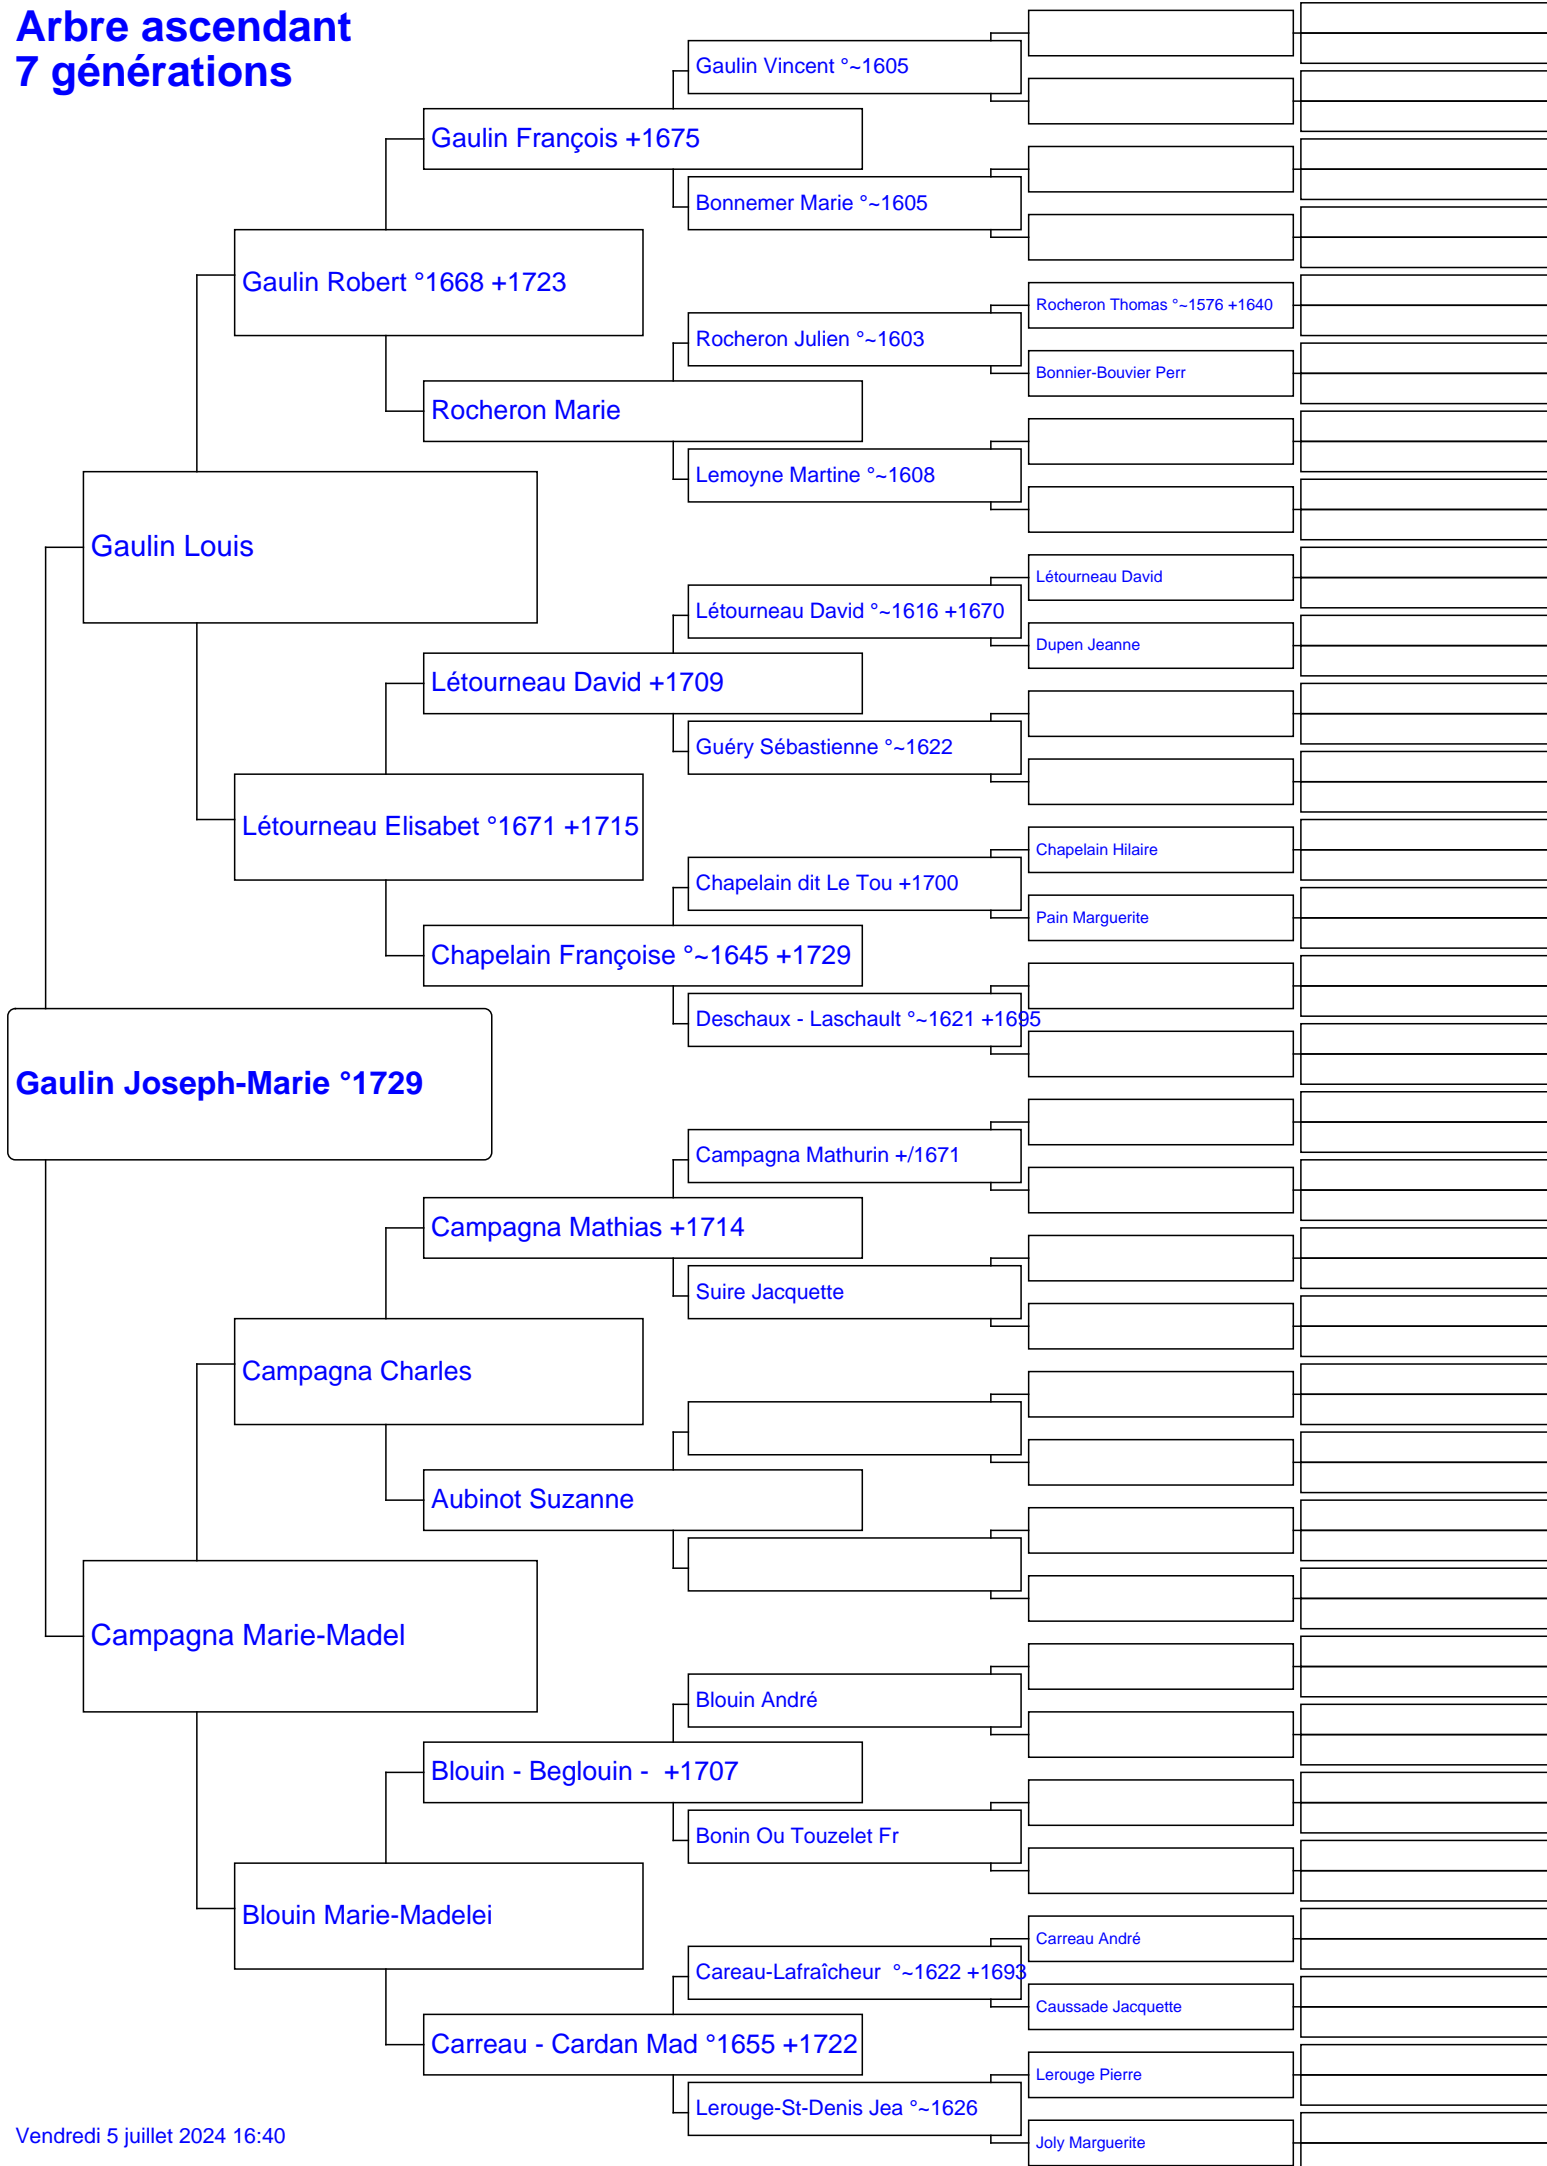 Arbre ascendant
7 générations
Gaulin Vincent °~1605
Gaulin François +1675
Bonnemer Marie °~1605
Gaulin Robert °1668 +1723
Rocheron Thomas °~1576 +1640
Rocheron Julien °~1603
Bonnier-Bouvier Perr
Rocheron Marie
Lemoyne Martine °~1608
Gaulin Louis
Létourneau David
Létourneau David °~1616 +1670
Dupen Jeanne
Létourneau David +1709
Guéry Sébastienne °~1622
Létourneau Elisabet °1671 +1715
Chapelain Hilaire
Chapelain dit Le Tou +1700
Pain Marguerite
Chapelain Françoise °~1645 +1729
Deschaux - Laschault °~1621 +1695
Gaulin Joseph-Marie °1729
Campagna Mathurin +/1671
Campagna Mathias +1714
Suire Jacquette
Campagna Charles
Aubinot Suzanne
Campagna Marie-Madel
Blouin André
Blouin - Beglouin -  +1707
Bonin Ou Touzelet Fr
Blouin Marie-Madelei
Carreau André
Careau-Lafraîcheur  °~1622 +1693
Caussade Jacquette
Carreau - Cardan Mad °1655 +1722
Lerouge Pierre
Lerouge-St-Denis Jea °~1626
Joly Marguerite
Vendredi 5 juillet 2024 16:40